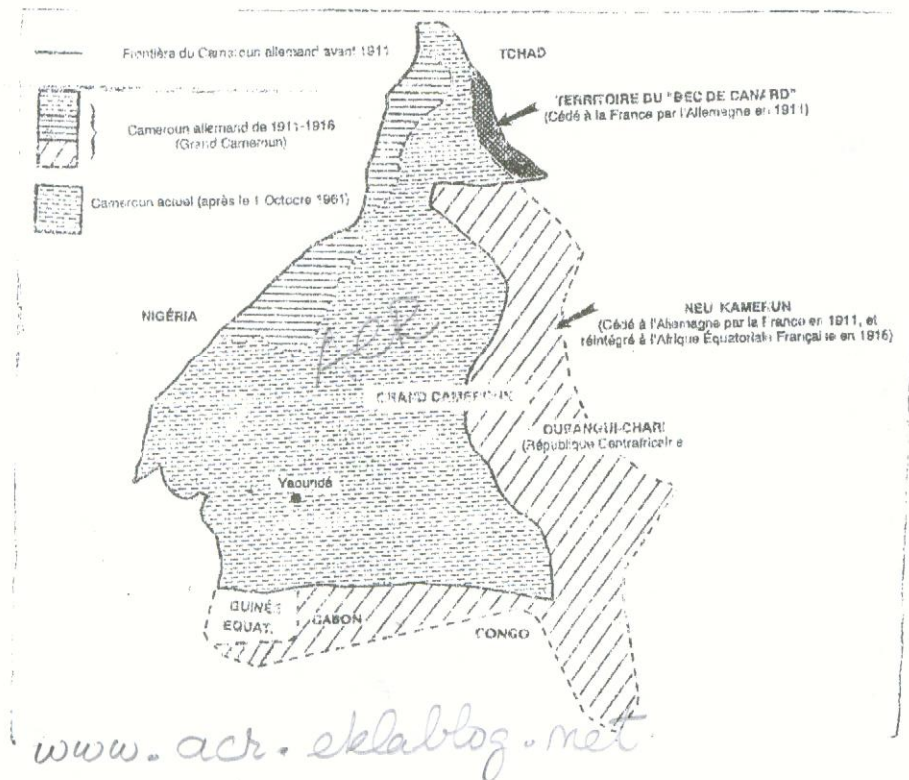 Frontière du Cameroun allemand avant 1911
Cameroun allemand de 1911-1916
(Grand Cameroun)
Cameroun actuel (après le 1 Octobre 1961)
TCHAD
TERRITOIRE DU "BEC DE CANARD"
(Cédé à la France par l'Allemagne en 1911)
NIGÉRIA
NEU KAMERUN
(Cédé à l'Allemagne par la France en 1911, et
réintégré à l'Afrique Équatoriale Française en 1916)
GRAND CAMEROUN
OUBANGUI-CHARI
(République Centrafricaine
Yaoundé
GUINÉE
EQUAT.
GABON
CONGO
www.acr.eklablog.net